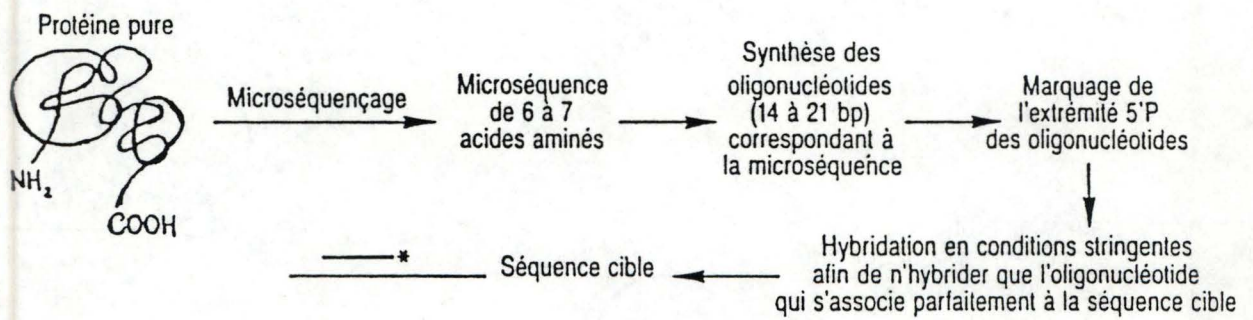 Protéine pure
NH₂
COOH
Microséquençage
Microséquence
de 6 à 7
acides aminés
Synthèse des
oligonucléotides
(14 à 21 bp)
correspondant à
la microséquence
Marquage de
l'extrémité 5'P
des oligonucléotides
Hybridation en conditions stringentes
afin de n'hybrider que l'oligonucléotide
qui s'associe parfaitement à la séquence cible
Séquence cible
*